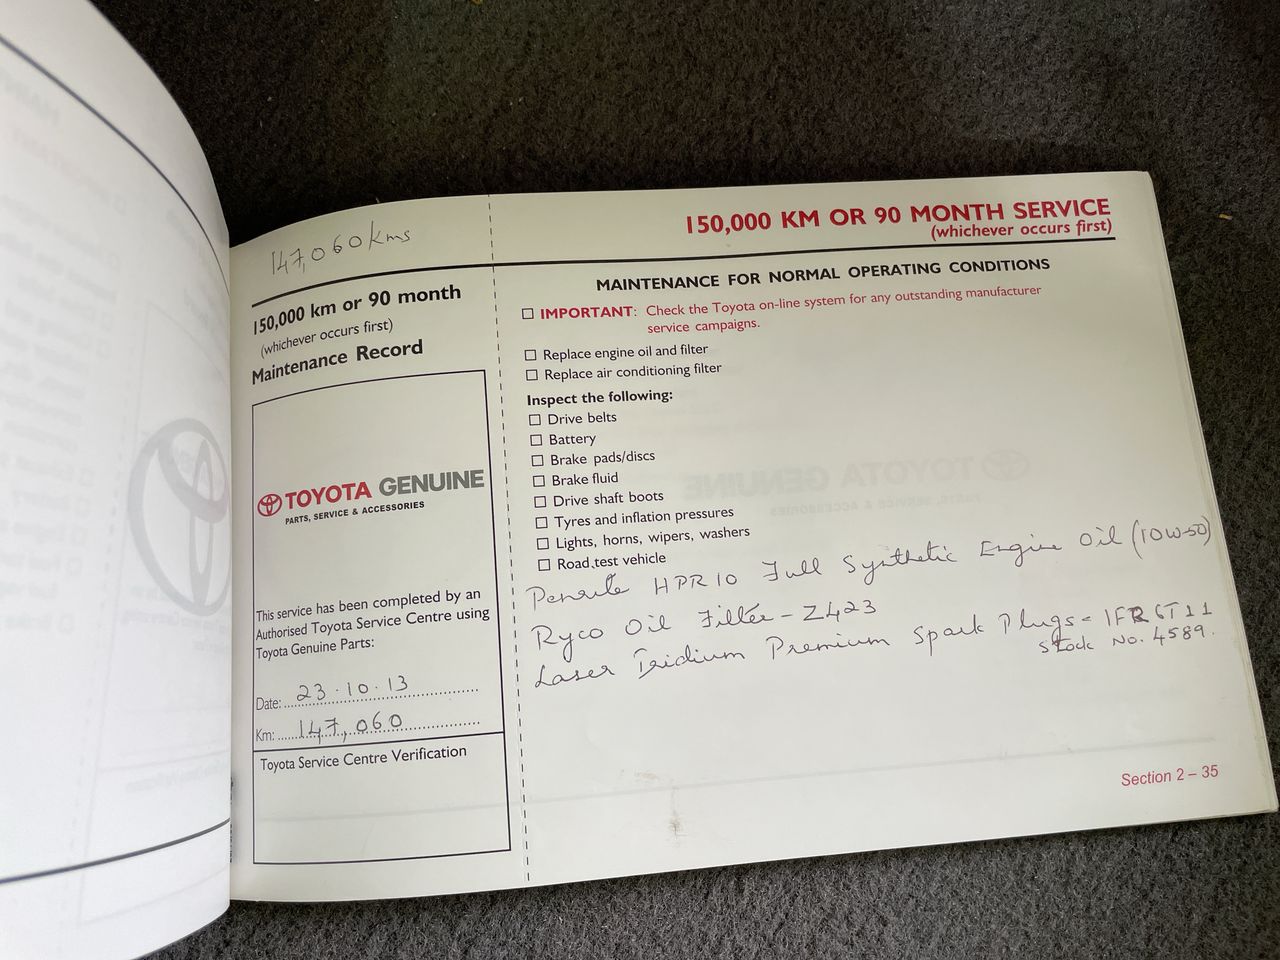 147,060 kms
150,000 km or 90 month
(whichever occurs first)
Maintenance Record
TOYOTA GENUINE
PARTS, SERVICE & ACCESSORIES
This service has been completed by an
Authorised Toyota Service Centre using
Toyota Genuine Parts:
Date: 23.10.13
Km: 147,060
Toyota Service Centre Verification
150,000 KM OR 90 MONTH SERVICE
(whichever occurs first)
MAINTENANCE FOR NORMAL OPERATING CONDITIONS
IMPORTANT: Check the Toyota on-line system for any outstanding manufacturer
service campaigns.
Replace engine oil and filter
Replace air conditioning filter
Inspect the following:
Drive belts
Battery
Brake pads/discs
Brake fluid
Drive shaft boots
Tyres and inflation pressures
Lights, horns, wipers, washers
Road test vehicle
Penrite HPR10 Full Synthetic Engine Oil (10W-50)
Ryco Oil Filter - Z423
Laser Iridium Premium Spark Plugs - IFR6T11
Stock No. 4589.
Section 2 – 35